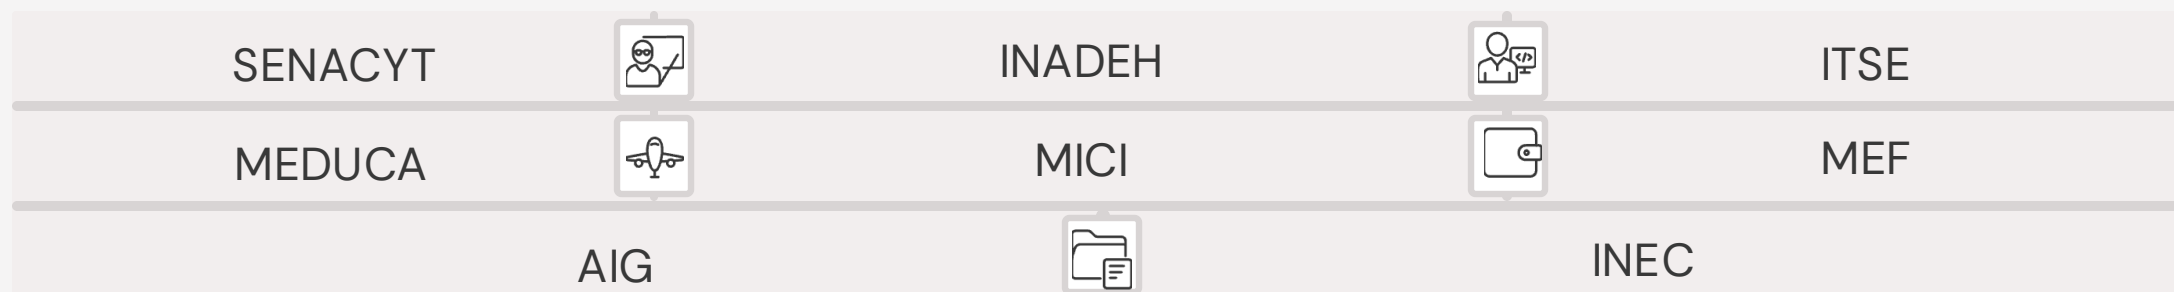 SENACYT INADEH ITSE
MEDUCA MICI MEF
AIG INEC